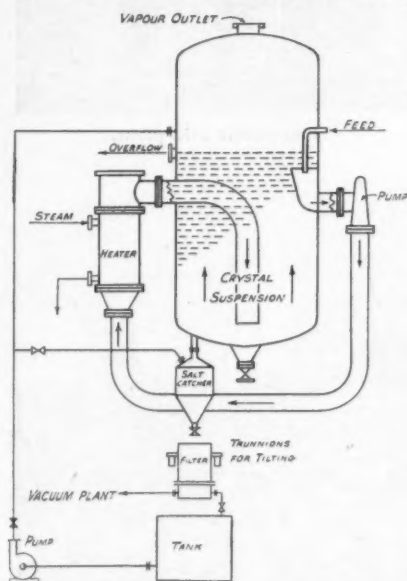 VAPOUR OUTLET
FEED
OVERFLOW
PUMP
STEAM
HEATER
CRYSTAL
SUSPENSION
SALT
CATCHER
TRUNNIONS
FOR TILTING
FILTER
VACUUM PLANT
PUMP
TANK